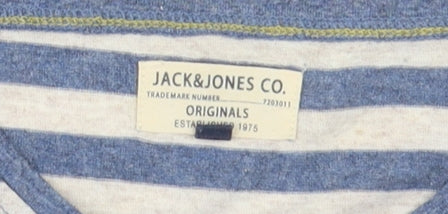 JACK&JONES CO.
TRADEMARK NUMBER 7203011
ORIGINALS
1975